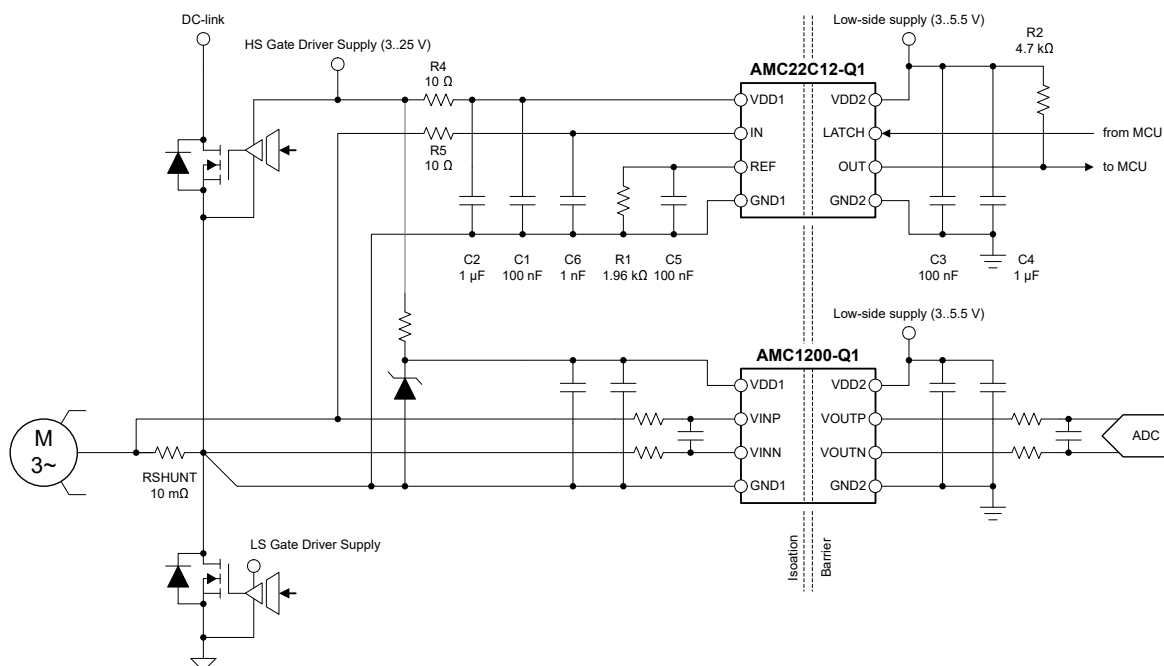 DC-link
HS Gate Driver Supply (3..25 V)
Low-side supply (3..5.5 V)
R2
4.7 kΩ
R4
10 Ω
AMC22C12-Q1
VDD1
VDD2
IN
LATCH
from MCU
R5
10 Ω
REF
OUT
to MCU
GND1
GND2
C2
1 µF
C1
100 nF
C6
1 nF
R1
1.96 kΩ
C5
100 nF
C3
100 nF
C4
1 µF
Low-side supply (3..5.5 V)
AMC1200-Q1
VDD1
VDD2
VINP
VOUTP
M
3~
ADC
VINN
VOUTN
RSHUNT
10 mΩ
GND1
GND2
LS Gate Driver Supply
Isoation
Barrier